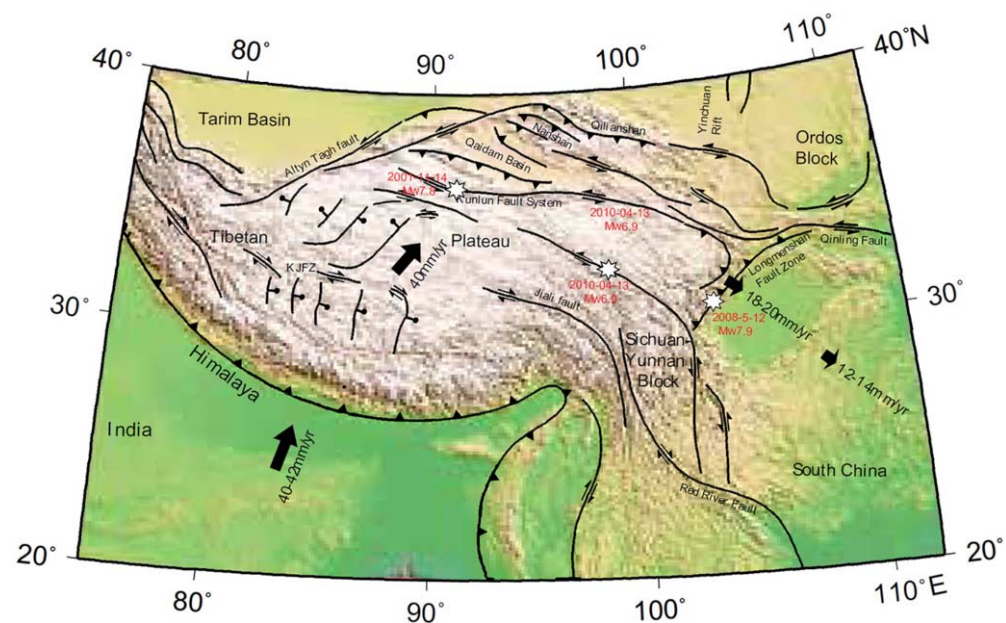 80°
90°
100°
110°
40°
40°N
Tarim Basin
Altyn Tagh fault
Nanshan
Qilianshan
Yinchuan
Rift
Ordos
Block
Qaidam Basin
2001-11-14
Mw7.8
Kunlun Fault System
2010-04-13
Mw6.9
Tibetan
Plateau
Qinling Fault
Longmenshan
Fault Zone
KJFZ
40mm/yr
2010-04-13
Mw6.9
30°
30°
Jiali fault
18-20mm/yr
2008-5-12
Mw7.9
Sichuan-
Yunnan
Block
12-14mm/yr
Himalaya
India
40-42mm/yr
South China
Red River Fault
20°
20°
80°
90°
100°
110°E